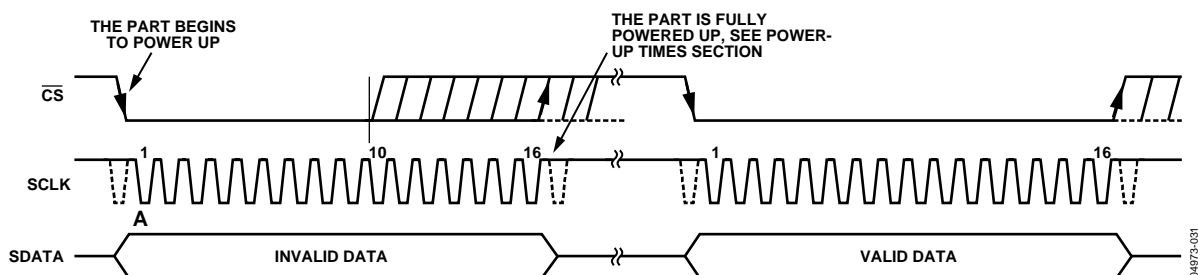 THE PART BEGINS
TO POWER UP
THE PART IS FULLY
POWERED UP, SEE POWER-
UP TIMES SECTION
CS
1
10
16
1
16
SCLK
A
SDATA
INVALID DATA
VALID DATA
04973-031